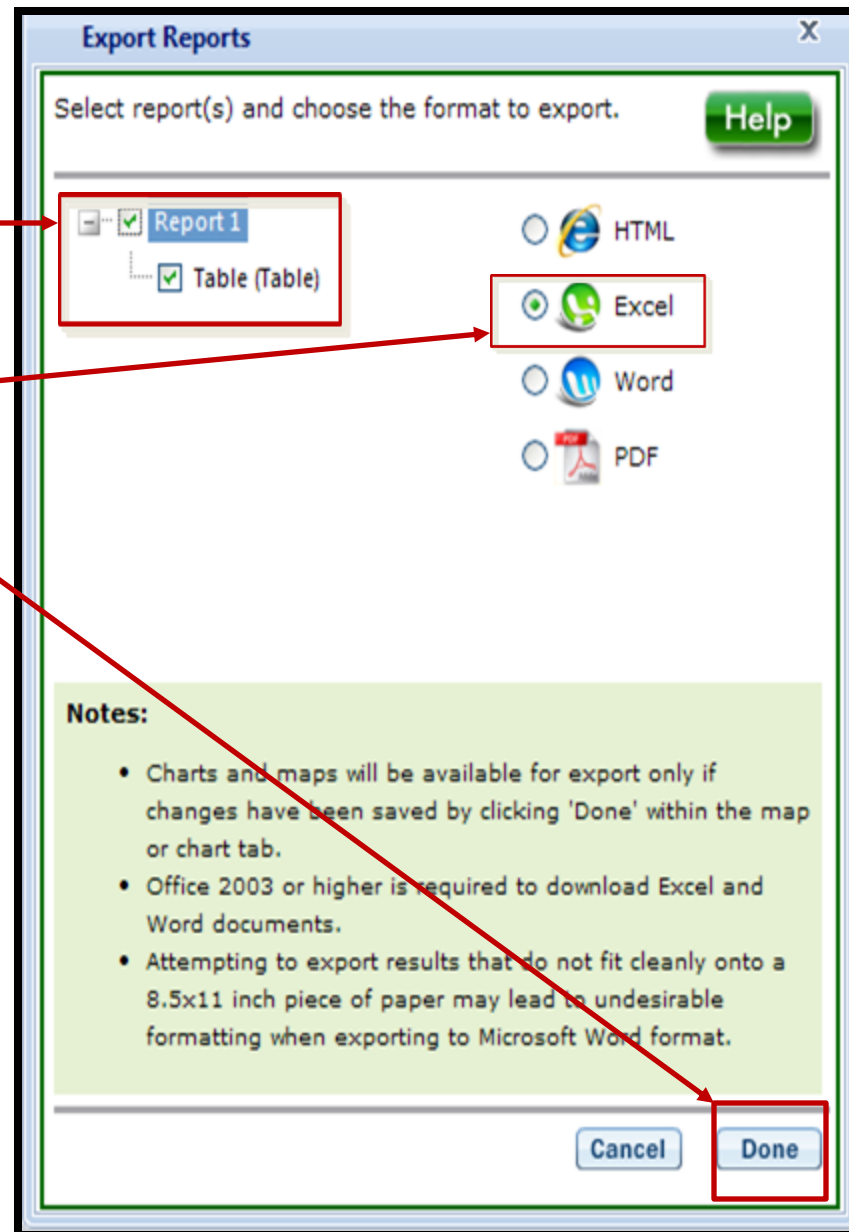 Export Reports X
Select report(s) and choose the format to export. Help
Report 1
Table (Table)
HTML
Excel
Word
PDF
PDF
Notes:
• Charts and maps will be available for export only if
changes have been saved by clicking 'Done' within the map
or chart tab.
• Office 2003 or higher is required to download Excel and
Word documents.
• Attempting to export results that do not fit cleanly onto a
8.5x11 inch piece of paper may lead to undesirable
formatting when exporting to Microsoft Word format.
Cancel Done